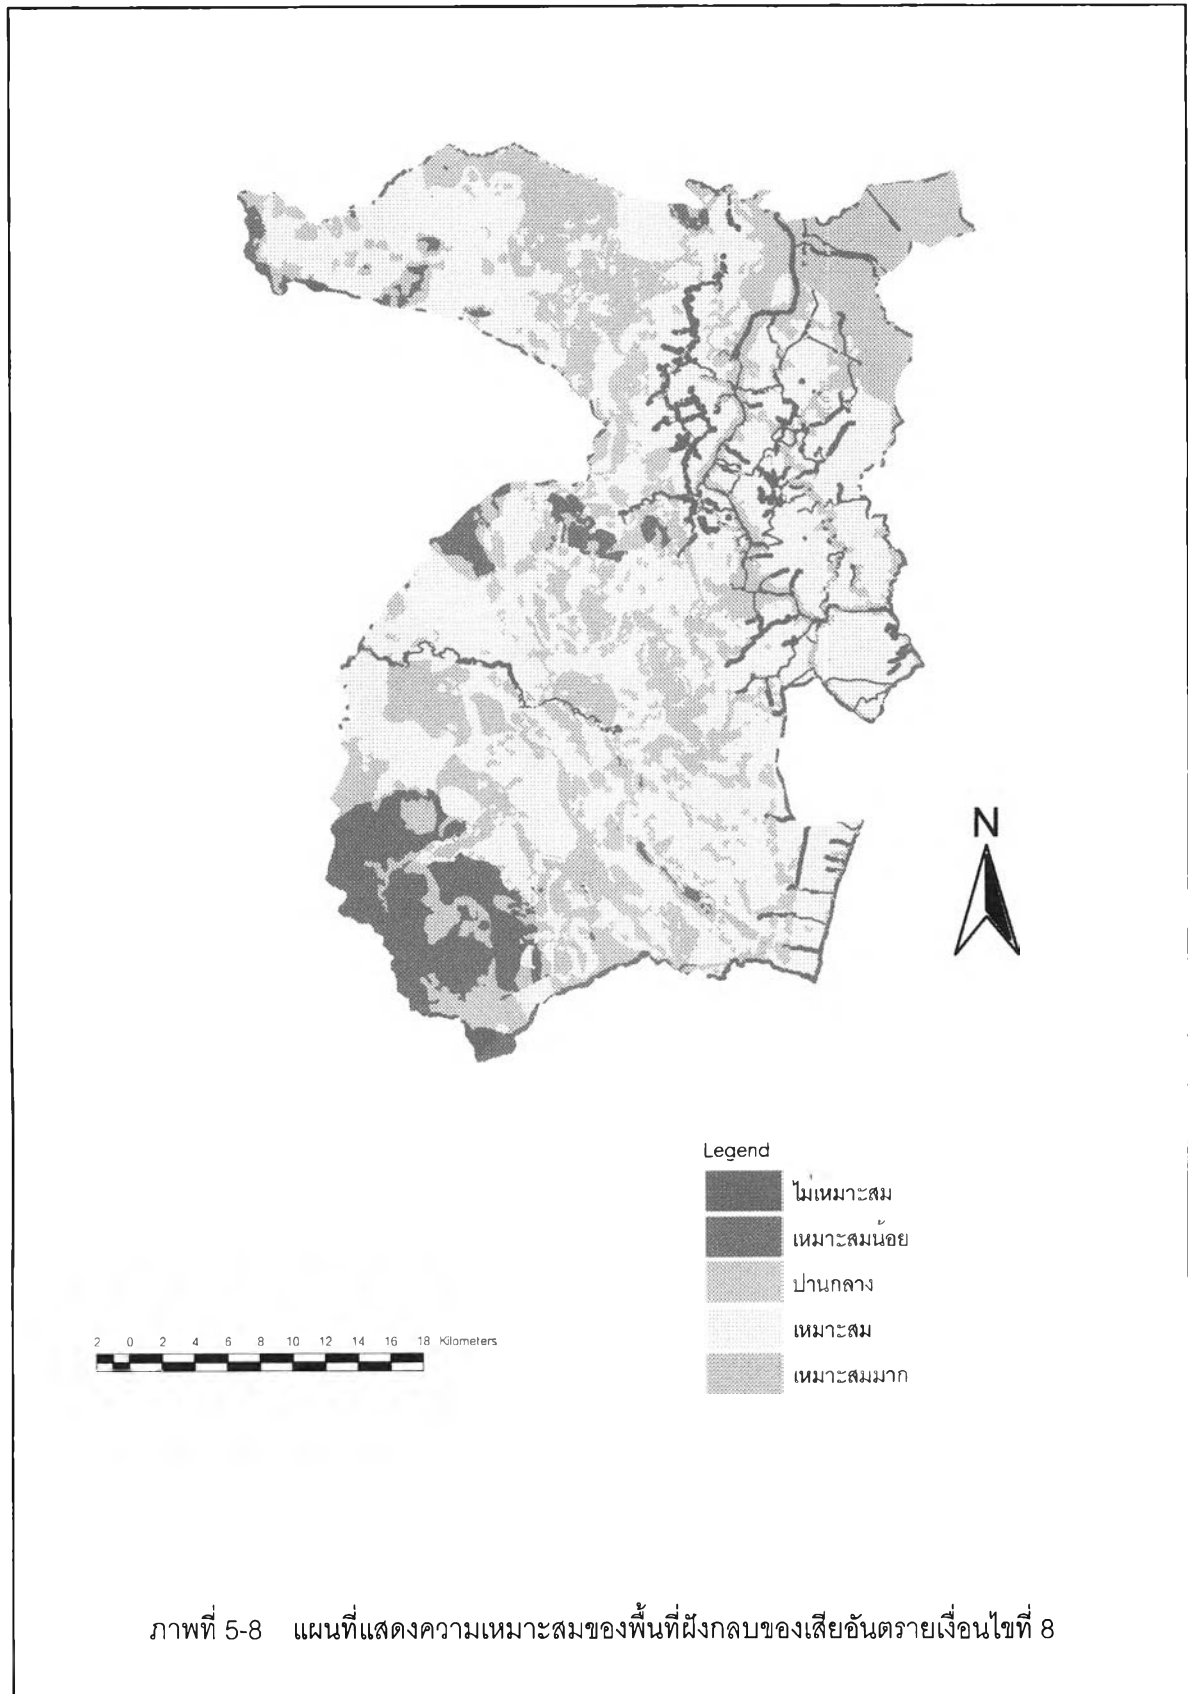 N
Legend
ไม่เหมาะสม
เหมาะสมน้อย
ปานกลาง
เหมาะสม
เหมาะสมมาก
2 0 2 4 6 8 10 12 14 16 18 Kilometers
ภาพที่ 5-8 แผนที่แสดงความเหมาะสมของพื้นที่ฝังกลบของเสียอันตรายเงื่อนไขที่ 8